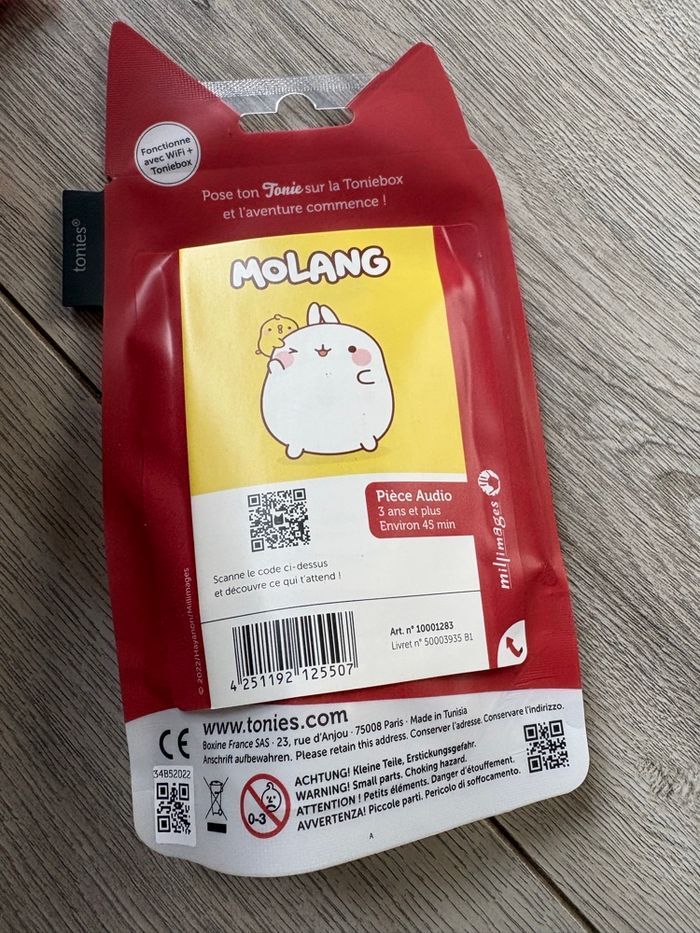 Fonctionne
avec WiFi +
Toniebox
tonies®
Pose ton Tonie sur la Toniebox
et l'aventure commence !
MOLANG
Pièce Audio
3 ans et plus
Environ 45 min
millimages
Scanne le code ci-dessus
et découvre ce qui t'attend !
© 2022/Hayanon/Millimages
Art. n° 10001283
Livret n° 50003935 B1
4 251192 125507
www.tonies.com
Boxine France SAS · 23, rue d'Anjou · 75008 Paris · Made in Tunisia
Anschrift aufbewahren. Please retain this address. Conserver l'adresse. Conservare l'indirizzo.
CE
34B52022
0-3
ACHTUNG! Kleine Teile, Erstickungsgefahr.
WARNING! Small parts. Choking hazard.
ATTENTION ! Petits éléments. Danger d'étouffement.
AVVERTENZA! Piccole parti. Pericolo di soffocamento.
A